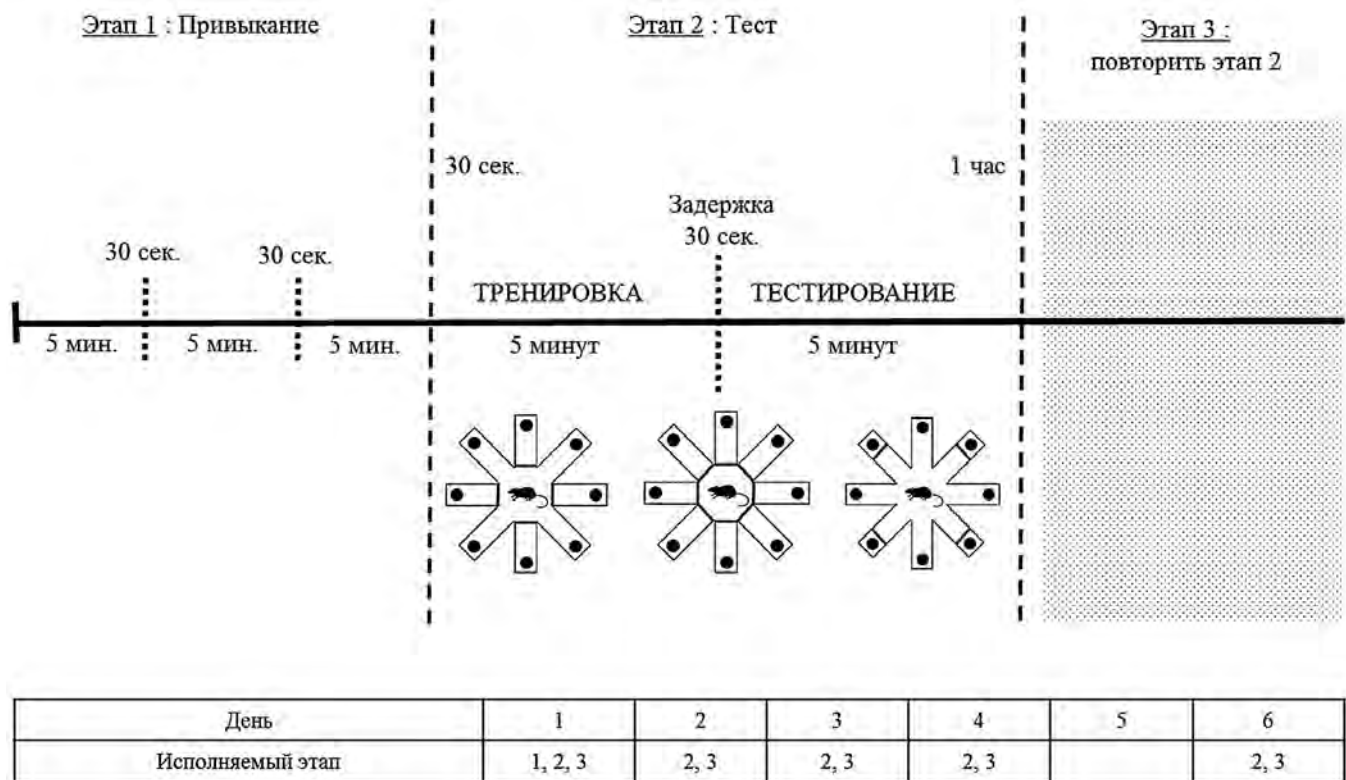 Этап 1 : Привыкание
Этап 2 : Тест
Этап 3 :
повторить этап 2
30 сек.
1 час
Задержка
30 сек.
30 сек.
30 сек.
ТРЕНИРОВКА
ТЕСТИРОВАНИЕ
5 мин.
5 мин.
5 мин.
5 минут
5 минут
День 1 2 3 4 5 6
Исполняемый этап 1, 2, 3 2, 3 2, 3 2, 3 2, 3